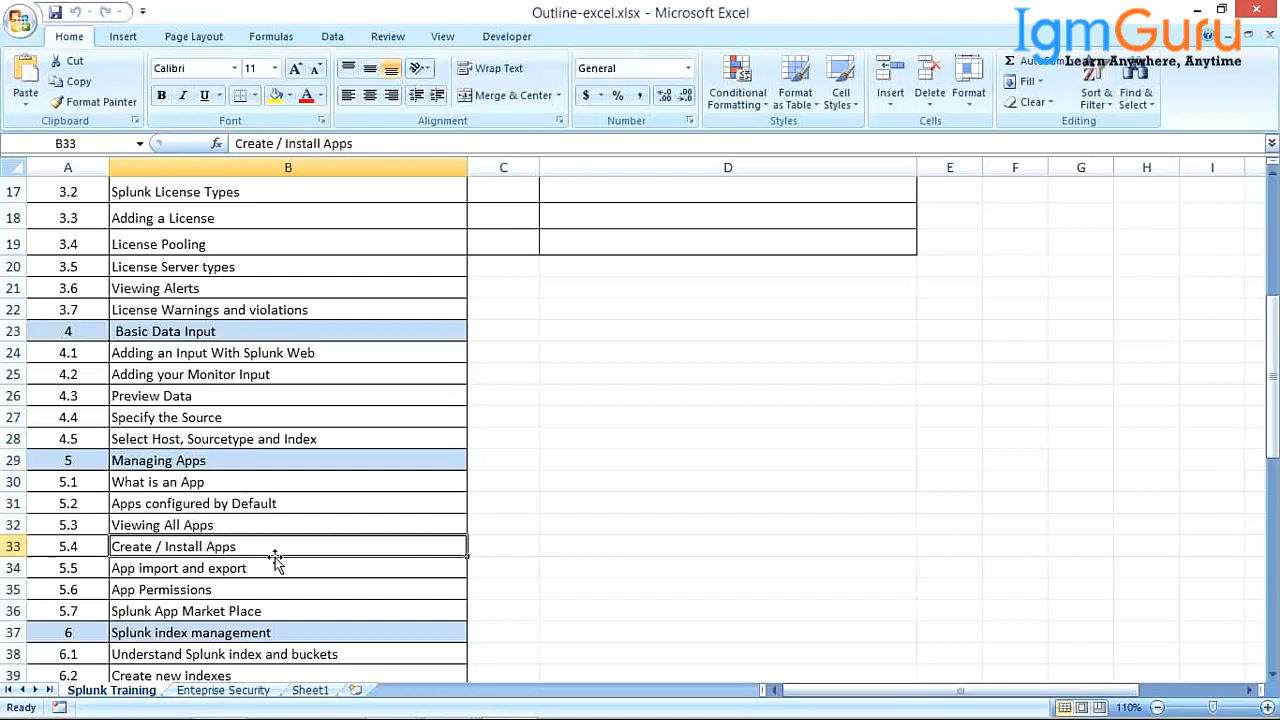 Outline-excel.xlsx - Microsoft Excel
IgmGuru
Learn Anywhere, Anytime
Home Insert Page Layout Formulas Data Review View Developer
Paste
Cut
Copy
Format Painter
Clipboard
Calibri 11
B I U
Font
Wrap Text
Merge & Center
Alignment
General
$ % ,
Number
Conditional Formatting
Format as Table
Cell Styles
Styles
Insert Delete Format
Cells
Σ
Fill
Clear
Sort & Filter
Find & Select
Editing
B33 fx Create / Install Apps
A B C D E F G H I
17 3.2 Splunk License Types
18 3.3 Adding a License
19 3.4 License Pooling
20 3.5 License Server types
21 3.6 Viewing Alerts
22 3.7 License Warnings and violations
23 4 Basic Data Input
24 4.1 Adding an Input With Splunk Web
25 4.2 Adding your Monitor Input
26 4.3 Preview Data
27 4.4 Specify the Source
28 4.5 Select Host, Sourcetype and Index
29 5 Managing Apps
30 5.1 What is an App
31 5.2 Apps configured by Default
32 5.3 Viewing All Apps
33 5.4 Create / Install Apps
34 5.5 App import and export
35 5.6 App Permissions
36 5.7 Splunk App Market Place
37 6 Splunk index management
38 6.1 Understand Splunk index and buckets
39 6.2 Create new indexes
Splunk Training Enteprise Security Sheet1
Ready 110%